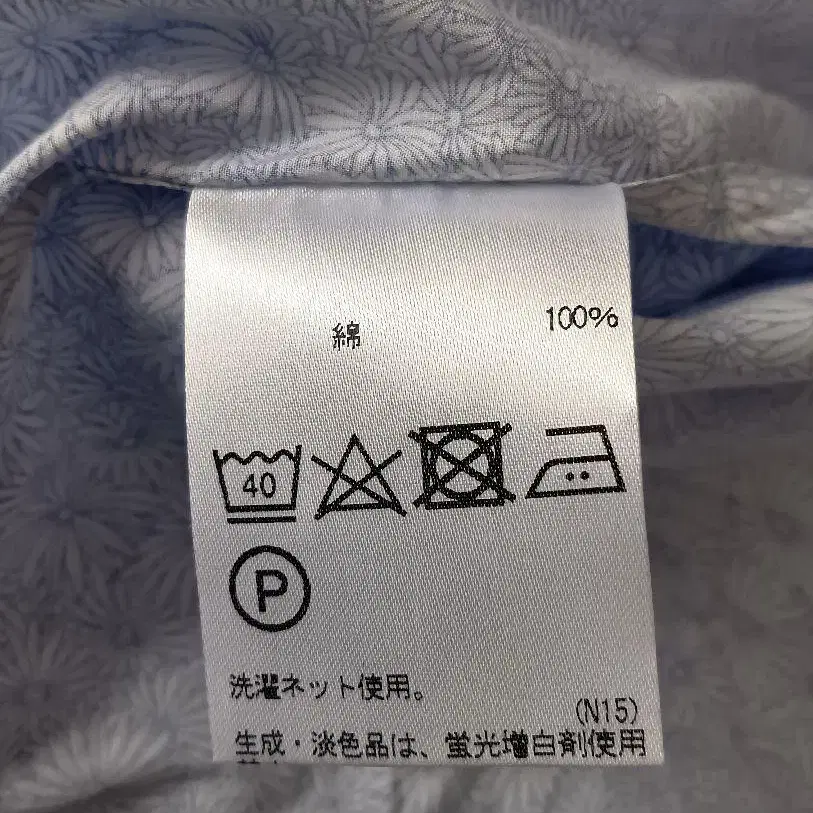 綿 100%
40
P
洗濯ネット使用。
(N15)
生成・淡色品は、蛍光増白剤使用